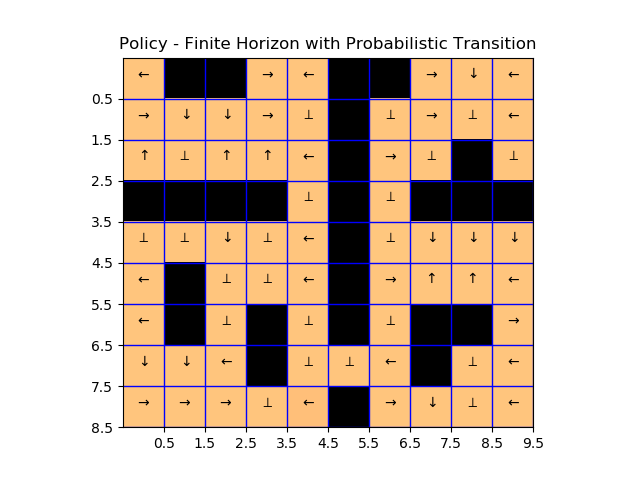 Policy - Finite Horizon with Probabilistic Transition
← → ← → ↓ ←
0.5
→ ↓ ↓ → ⊥ ⊥ → ⊥ ←
1.5
↑ ⊥ ↑ ↑ ← → ⊥ ⊥
2.5
⊥ ⊥
3.5
⊥ ⊥ ↓ ⊥ ← ⊥ ↓ ↓ ↓
4.5
← ⊥ ⊥ ← → ↑ ↑ ←
5.5
← ⊥ ⊥ ⊥ →
6.5
↓ ↓ ← ⊥ ⊥ ← ⊥ ←
7.5
→ → → ⊥ ← → ↓ ⊥ ←
8.5
0.5 1.5 2.5 3.5 4.5 5.5 6.5 7.5 8.5 9.5